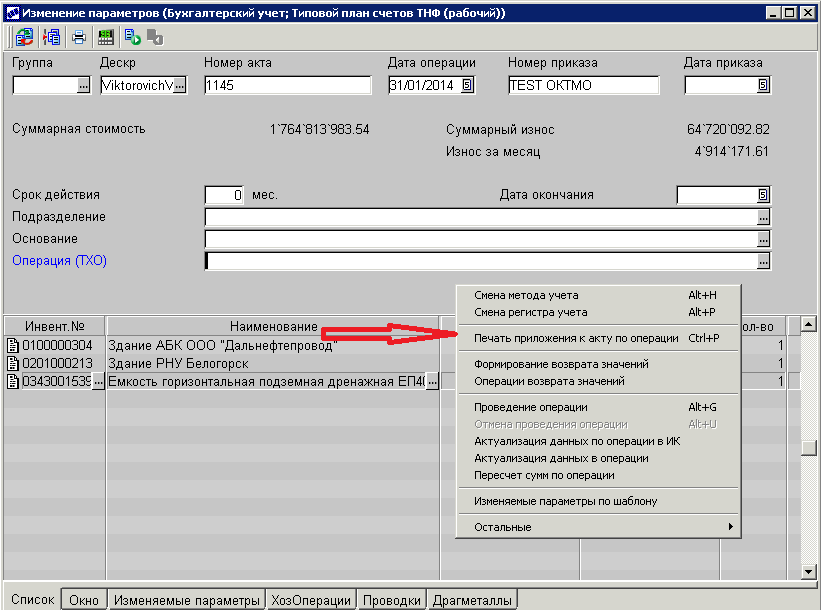 Изменение параметров (Бухгалтерский учет; Типовой план счетов ТНФ (рабочий))
Группа Дескр Номер акта Дата операции Номер приказа Дата приказа
... ViktorovichV... 1145 31/01/2014 5 TEST ОКТМО 5
Суммарная стоимость 1`764`813`983.54 Суммарный износ 64`720`092.82
Износ за месяц 4`914`171.61
Срок действия 0 мес. Дата окончания 5
Подразделение ...
Основание ...
Операция (ТХО) ...
Инвент.№ Наименование ол-во
0100000304 Здание АБК ООО "Дальнефтепровод" 1
0201000213 Здание РНУ Белогорск 1
0343001539... Емкость горизонтальная подземная дренажная ЕП40... 1
Смена метода учета Alt+H
Смена регистра учета Alt+P
Печать приложения к акту по операции Ctrl+P
Формирование возврата значений
Операции возврата значений
Проведение операции Alt+G
Отмена проведения операции Alt+U
Актуализация данных по операции в ИК
Актуализация данных в операции
Пересчет сумм по операции
Изменяемые параметры по шаблону
Остальные
Список Окно Изменяемые параметры ХозОперации Проводки Драгметаллы